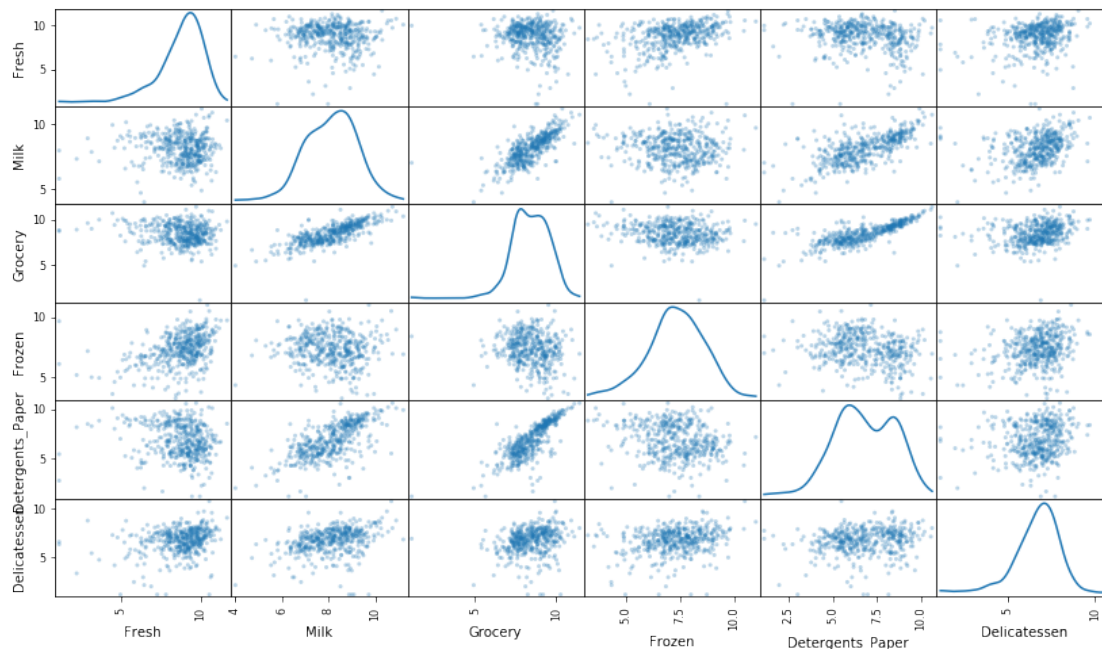 Fresh
10
5
Milk
10
5
Grocery
10
5
Frozen
10
5
Detergents_Paper
10
5
Delicatessen
10
5
5 10 4 6 8 10 5 10 5.0 7.5 10.0 2.5 5.0 7.5 10.0 5 10
Fresh Milk Grocery Frozen Detergents_Paper Delicatessen